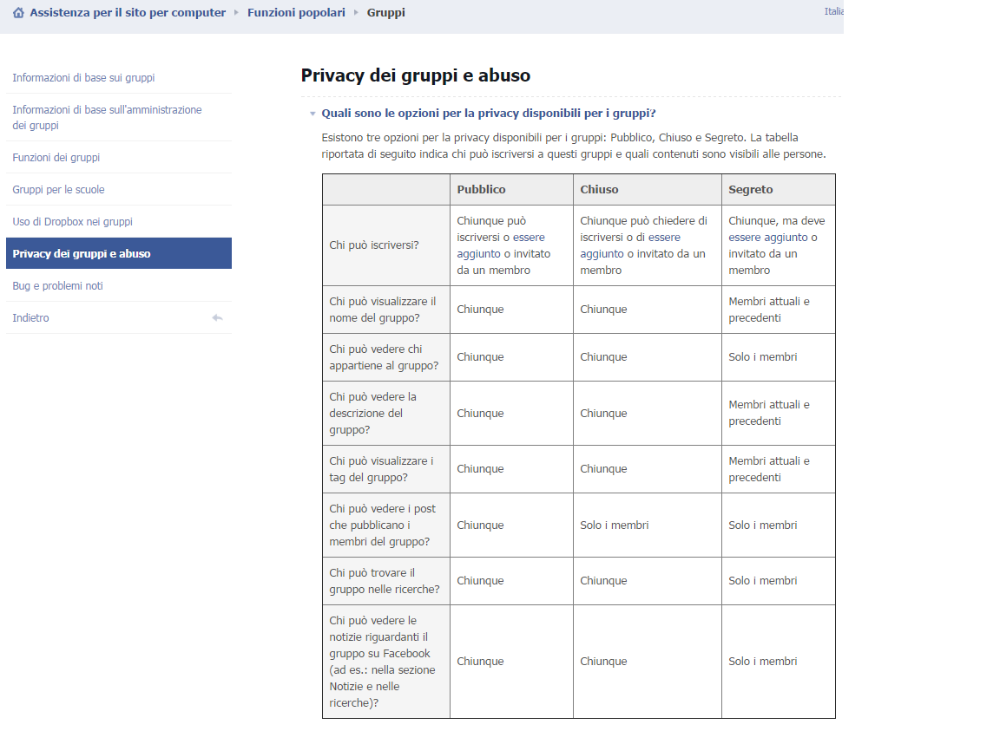 Assistenza per il sito per computer Funzioni popolari Gruppi
Italia
Informazioni di base sui gruppi
Informazioni di base sull'amministrazione
dei gruppi
Funzioni dei gruppi
Gruppi per le scuole
Uso di Dropbox nei gruppi
Privacy dei gruppi e abuso
Bug e problemi noti
Indietro
Privacy dei gruppi e abuso
Quali sono le opzioni per la privacy disponibili per i gruppi?
Esistono tre opzioni per la privacy disponibili per i gruppi: Pubblico, Chiuso e Segreto. La tabella
riportata di seguito indica chi può iscriversi a questi gruppi e quali contenuti sono visibili alle persone.
Pubblico
Chiuso
Segreto
Chi può iscriversi?
Chiunque può
iscriversi o essere
aggiunto o invitato
da un membro
Chiunque può chiedere di
iscriversi o di essere
aggiunto o invitato da un
membro
Chiunque, ma deve
essere aggiunto o
invitato da un
membro
Chi può visualizzare il
nome del gruppo?
Chiunque
Chiunque
Membri attuali e
precedenti
Chi può vedere chi
appartiene al gruppo?
Chiunque
Chiunque
Solo i membri
Chi può vedere la
descrizione del
gruppo?
Chiunque
Chiunque
Membri attuali e
precedenti
Chi può visualizzare i
tag del gruppo?
Chiunque
Chiunque
Membri attuali e
precedenti
Chi può vedere i post
che pubblicano i
membri del gruppo?
Chiunque
Solo i membri
Solo i membri
Chi può trovare il
gruppo nelle ricerche?
Chiunque
Chiunque
Solo i membri
Chi può vedere le
notizie riguardanti il
gruppo su Facebook
(ad es.: nella sezione
Notizie e nelle
ricerche)?
Chiunque
Chiunque
Solo i membri